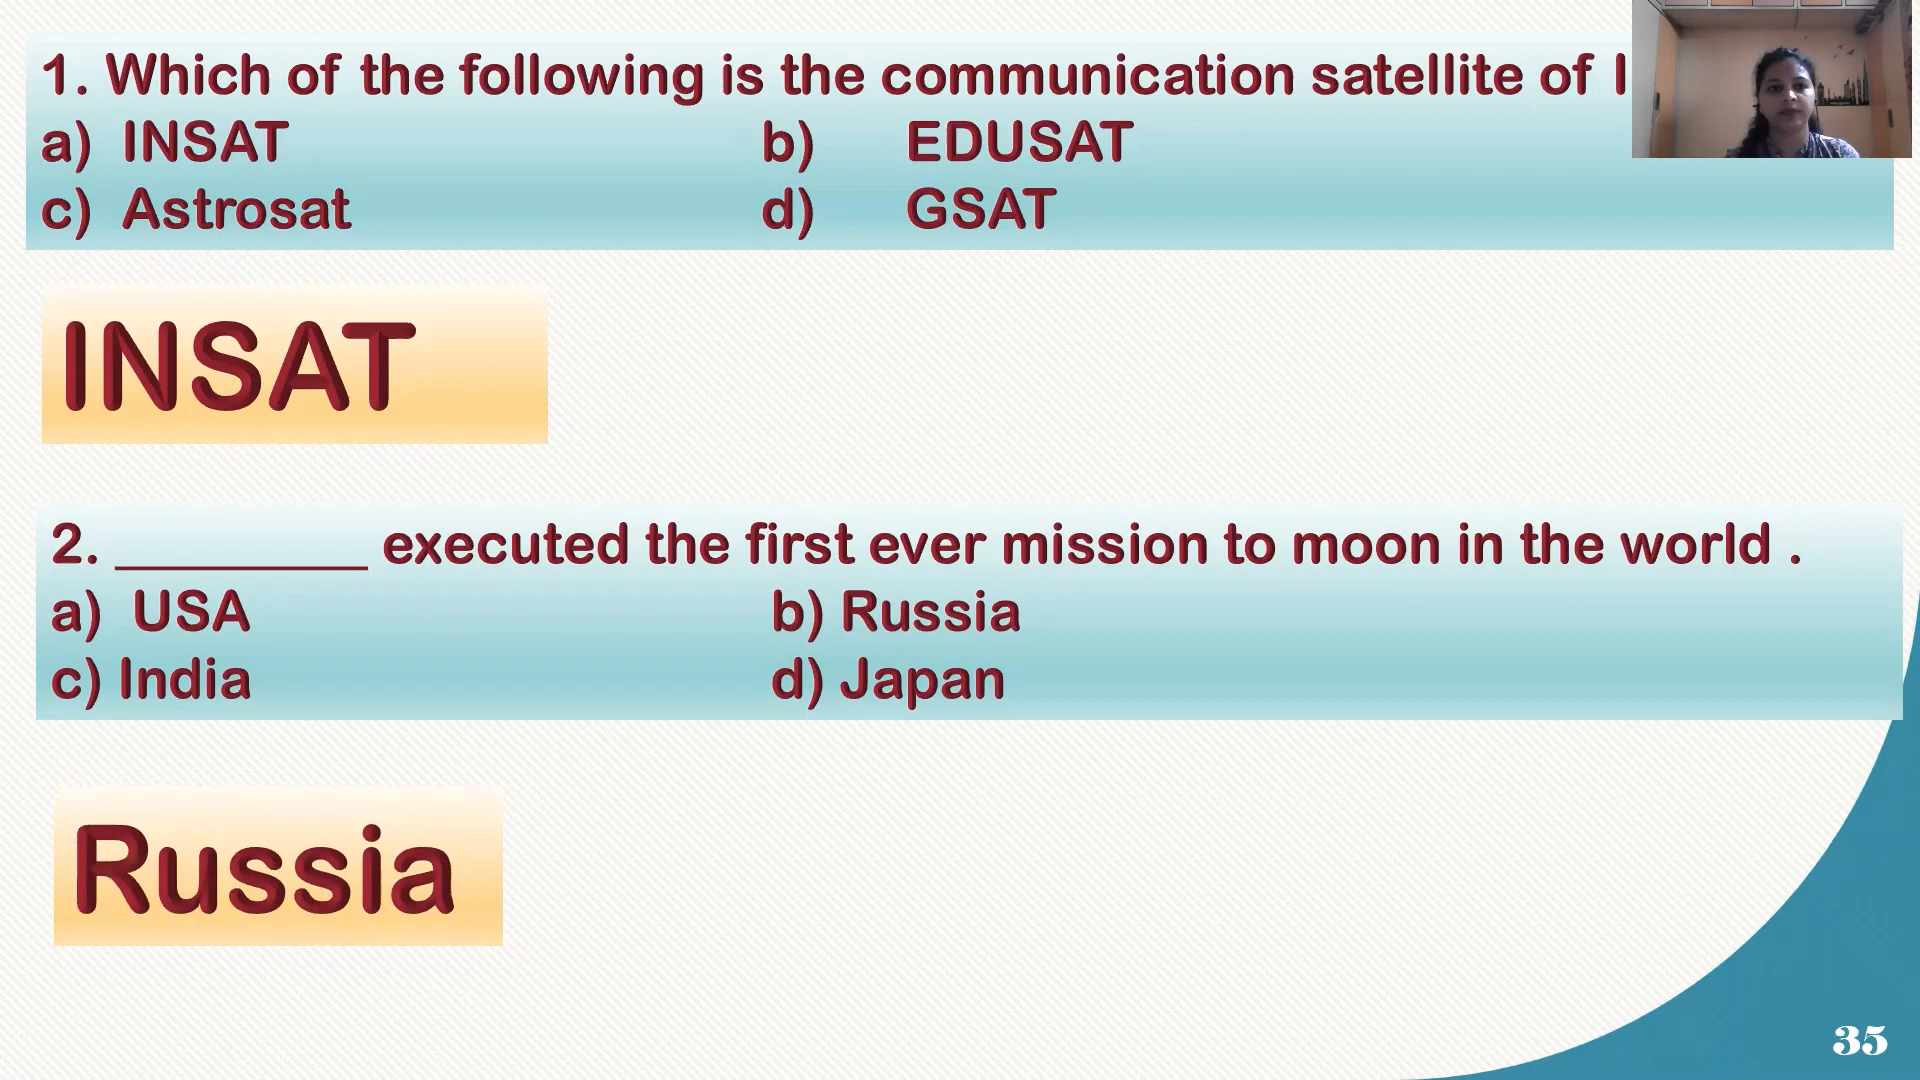 1. Which of the following is the communication satellite of
a) INSAT b) EDUSAT
c) Astrosat d) GSAT
INSAT
2. _________ executed the first ever mission to moon in the world .
a) USA b) Russia
c) India d) Japan
Russia
35